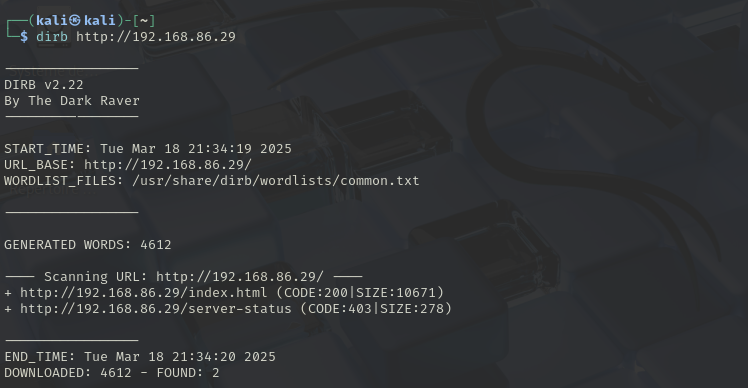 ┌──(kali㉿kali)-[~]
└─$ dirb http://192.168.86.29
-----------------
DIRB v2.22
By The Dark Raver
-----------------
START_TIME: Tue Mar 18 21:34:19 2025
URL_BASE: http://192.168.86.29/
WORDLIST_FILES: /usr/share/dirb/wordlists/common.txt
-----------------
GENERATED WORDS: 4612
---- Scanning URL: http://192.168.86.29/ ----
+ http://192.168.86.29/index.html (CODE:200|SIZE:10671)
+ http://192.168.86.29/server-status (CODE:403|SIZE:278)
-----------------
END_TIME: Tue Mar 18 21:34:20 2025
DOWNLOADED: 4612 - FOUND: 2